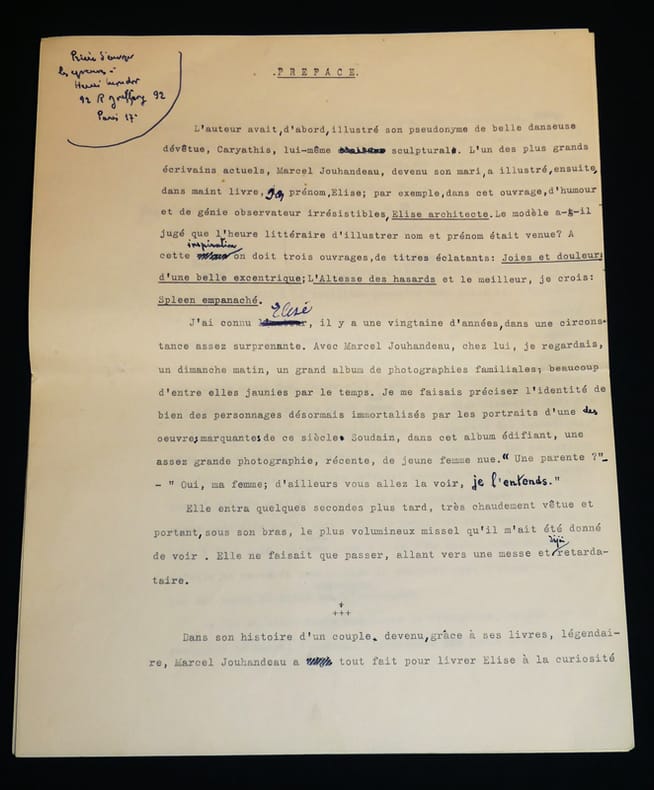 Prière d'envoyer
les épreuves à
Henri Mondor
92 R Jouffroy 92
Paris 17e
.PREFACE.
L'auteur avait,d'abord,illustré son pseudonyme de belle danseuse
dévêtue, Caryathis, lui-même sculptural. L'un des plus grands
écrivains actuels, Marcel Jouhandeau, devenu son mari,a illustré,ensuite,
dans maint livre, prénom,Elise; par exemple,dans cet ouvrage,d'humour
et de génie observateur irrésistibles,Elise architecte.Le modèle a-t-il
jugé que l'heure littéraire d'illustrer nom et prénom était venue? A
inspiration
cette on doit trois ouvrages,de titres éclatants: Joies et douleurs
d'une belle excentrique;L'Altesse des hasards et le meilleur, je crois:
Spleen empanaché.
Elise
J'ai connu , il y a une vingtaine d'années,dans une circons-
tance assez surprenante. Avec Marcel Jouhandeau, chez lui, je regardais,
un dimanche matin, un grand album de photographies familiales; beaucoup
d'entre elles jaunies par le temps. Je me faisais préciser l'identité de
bien des personnages désormais immortalisés par les portraits d'une des
oeuvres marquantes de ce siècle. Soudain, dans cet album édifiant, une
assez grande photographie, récente, de jeune femme nue." Une parente ?"-
- " Oui, ma femme; d'ailleurs vous allez la voir, je l'entends."
Elle entra quelques secondes plus tard, très chaudement vêtue et
portant,sous son bras, le plus volumineux missel qu'il m'ait été donné
déjà
de voir . Elle ne faisait que passer, allant vers une messe et retarda-
taire.
+
+++
Dans son histoire d'un couple, devenu,grâce à ses livres, légendai-
re, Marcel Jouhandeau a tout fait pour livrer Elise à la curiosité